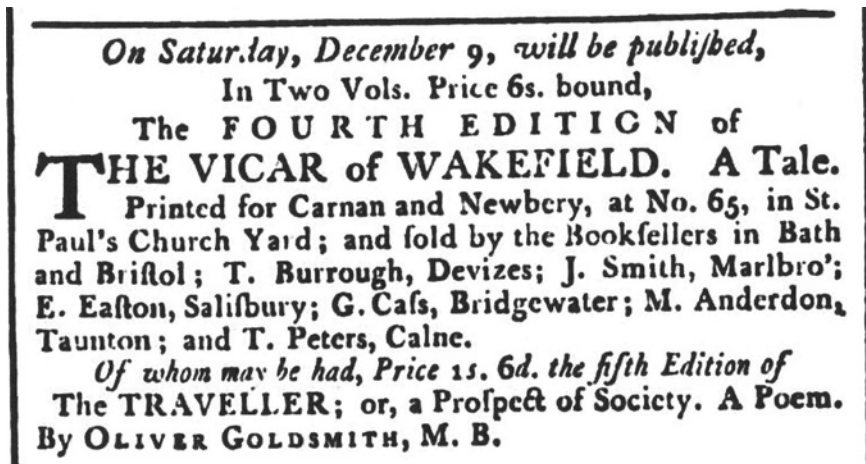 On Saturday, December 9, will be publiſhed,
In Two Vols. Price 6s. bound,
The FOURTH EDITION of
THE VICAR of WAKEFIELD. A Tale.
Printed for Carnan and Newbery, at No. 65, in St.
Paul's Church Yard; and ſold by the Bookſellers in Bath
and Briſtol; T. Burrough, Devizes; J. Smith, Marlbro';
E. Eaſton, Saliſbury; G. Caſs, Bridgewater; M. Anderdon,
Taunton; and T. Peters, Calne.
Of whom may be had, Price 1s. 6d. the fifth Edition of
The TRAVELLER; or, a Proſpect of Society. A Poem.
By OLIVER GOLDSMITH, M. B.